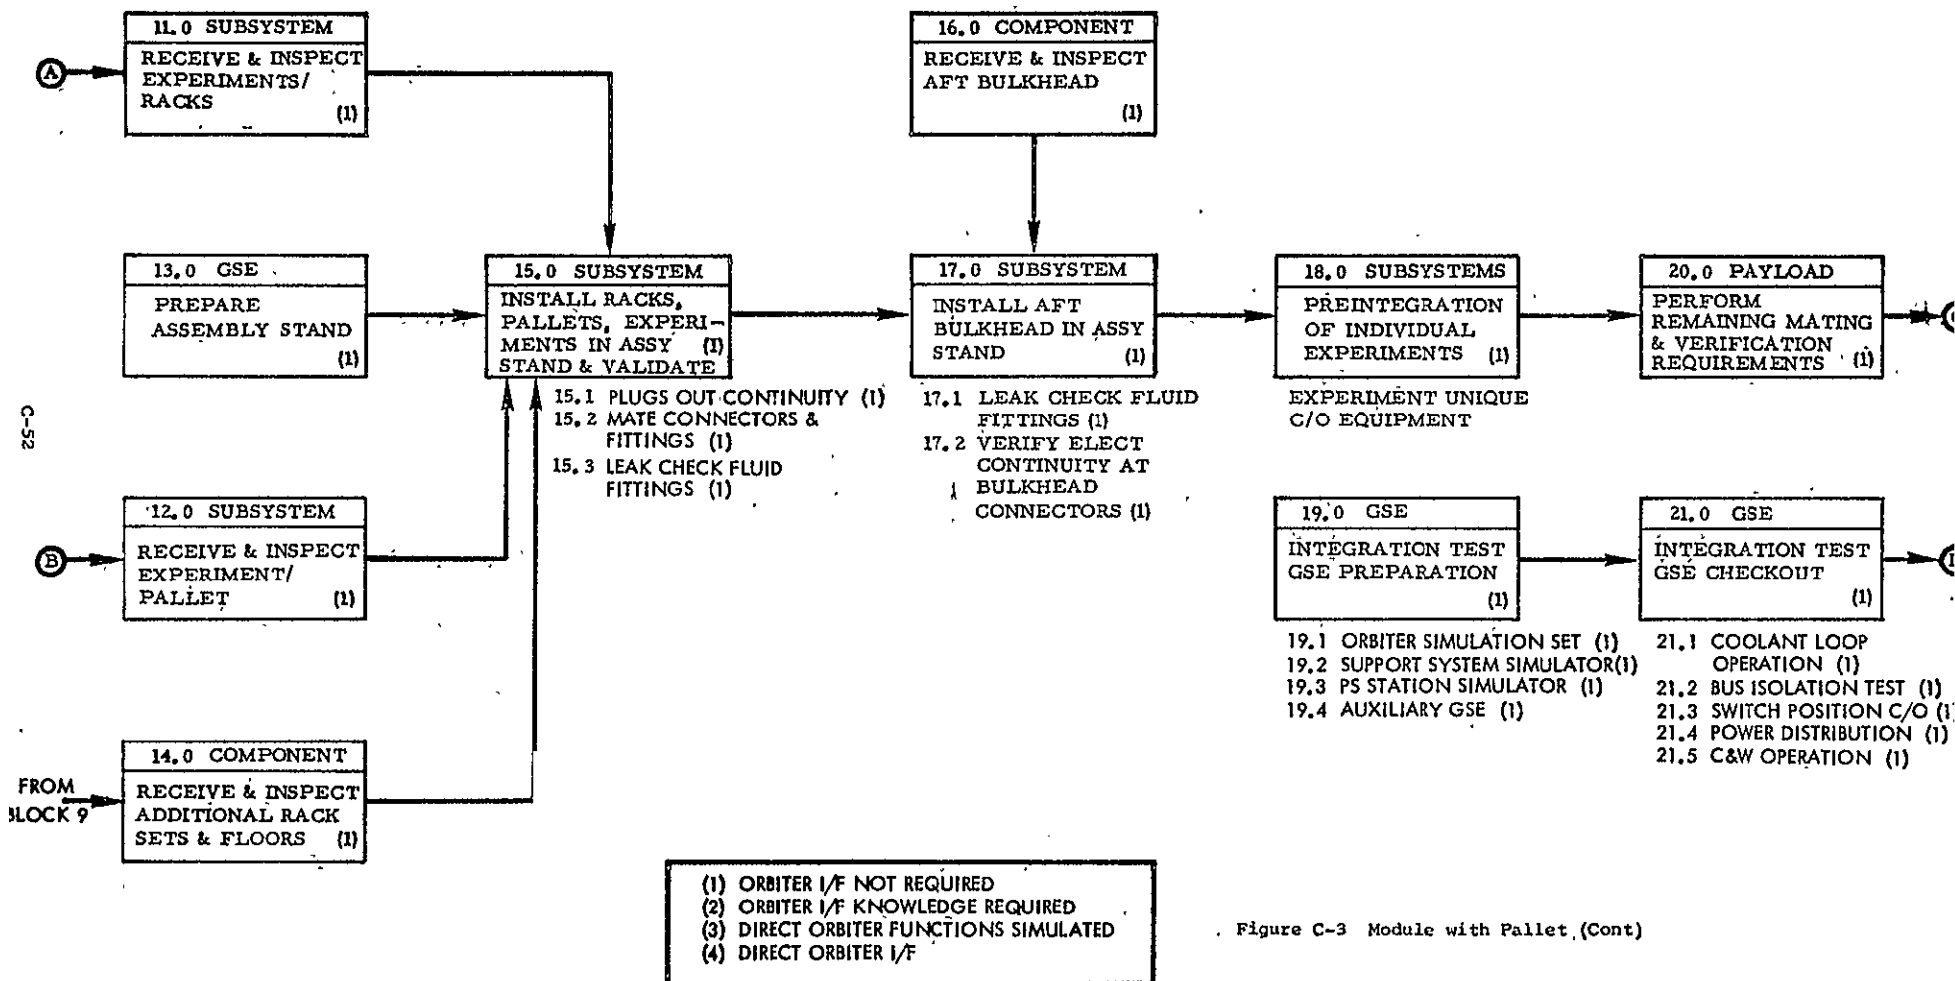 11.0 SUBSYSTEM
A
RECEIVE & INSPECT
EXPERIMENTS/
RACKS
(1)
16.0 COMPONENT
RECEIVE & INSPECT
AFT BULKHEAD
(1)
13.0 GSE
PREPARE
ASSEMBLY STAND
(1)
15.0 SUBSYSTEM
INSTALL RACKS,
PALLETS, EXPERI-
MENTS IN ASSY (1)
STAND & VALIDATE
15.1 PLUGS OUT CONTINUITY (1)
15.2 MATE CONNECTORS &
FITTINGS (1)
15.3 LEAK CHECK FLUID
FITTINGS (1)
17.0 SUBSYSTEM
INSTALL AFT
BULKHEAD IN ASSY
STAND (1)
17.1 LEAK CHECK FLUID
FITTINGS (1)
17.2 VERIFY ELECT
CONTINUITY AT
BULKHEAD
CONNECTORS (1)
18.0 SUBSYSTEMS
PREINTEGRATION
OF INDIVIDUAL
EXPERIMENTS (1)
EXPERIMENT UNIQUE
C/O EQUIPMENT
20.0 PAYLOAD
PERFORM
REMAINING MATING
& VERIFICATION
REQUIREMENTS (1)
C-52
12.0 SUBSYSTEM
B
RECEIVE & INSPECT
EXPERIMENT/
PALLET (1)
19.0 GSE
INTEGRATION TEST
GSE PREPARATION
(1)
19.1 ORBITER SIMULATION SET (1)
19.2 SUPPORT SYSTEM SIMULATOR(1)
19.3 PS STATION SIMULATOR (1)
19.4 AUXILIARY GSE (1)
21.0 GSE
INTEGRATION TEST
GSE CHECKOUT
(1)
21.1 COOLANT LOOP
OPERATION (1)
21.2 BUS ISOLATION TEST (1)
21.3 SWITCH POSITION C/O (1
21.4 POWER DISTRIBUTION (1)
21.5 C&W OPERATION (1)
14.0 COMPONENT
FROM
BLOCK 9
RECEIVE & INSPECT
ADDITIONAL RACK
SETS & FLOORS (1)
(1) ORBITER I/F NOT REQUIRED
(2) ORBITER I/F KNOWLEDGE REQUIRED
(3) DIRECT ORBITER FUNCTIONS SIMULATED
(4) DIRECT ORBITER I/F
Figure C-3 Module with Pallet (Cont)